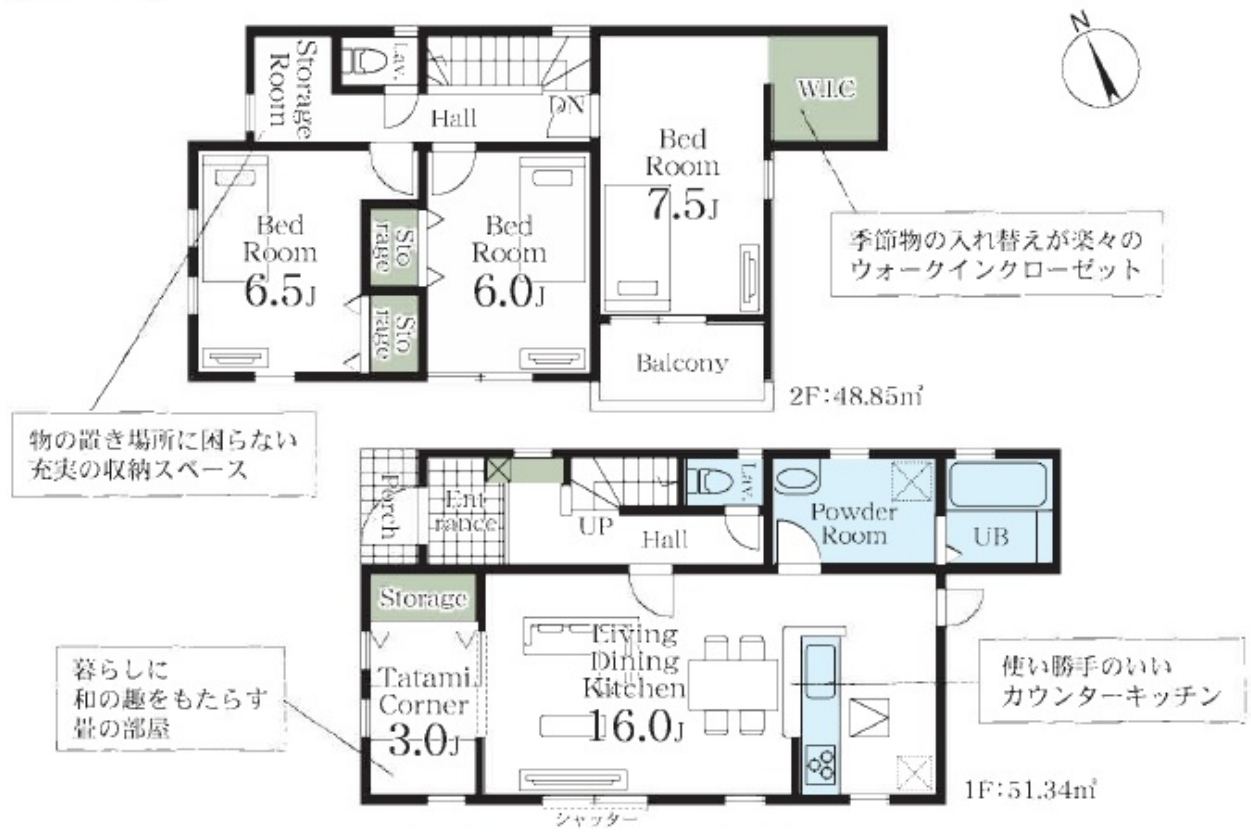 N
Storage
Room
Lav.
Hall
DN
Bed
Room
7.5J
W.I.C
Bed
Room
6.5J
Sto
rage
Sto
rage
Bed
Room
6.0J
Balcony
季節物の入れ替えが楽々の
ウォークインクローゼット
2F:48.85㎡
物の置き場所に困らない
充実の収納スペース
Porch
Ent
rance
UP
Hall
Lav.
Powder
Room
UB
Storage
Tatami
Corner
3.0J
Living
Dining
Kitchen
16.0J
暮らしに
和の趣をもたらす
畳の部屋
使い勝手のいい
カウンターキッチン
1F:51.34㎡
シャッター